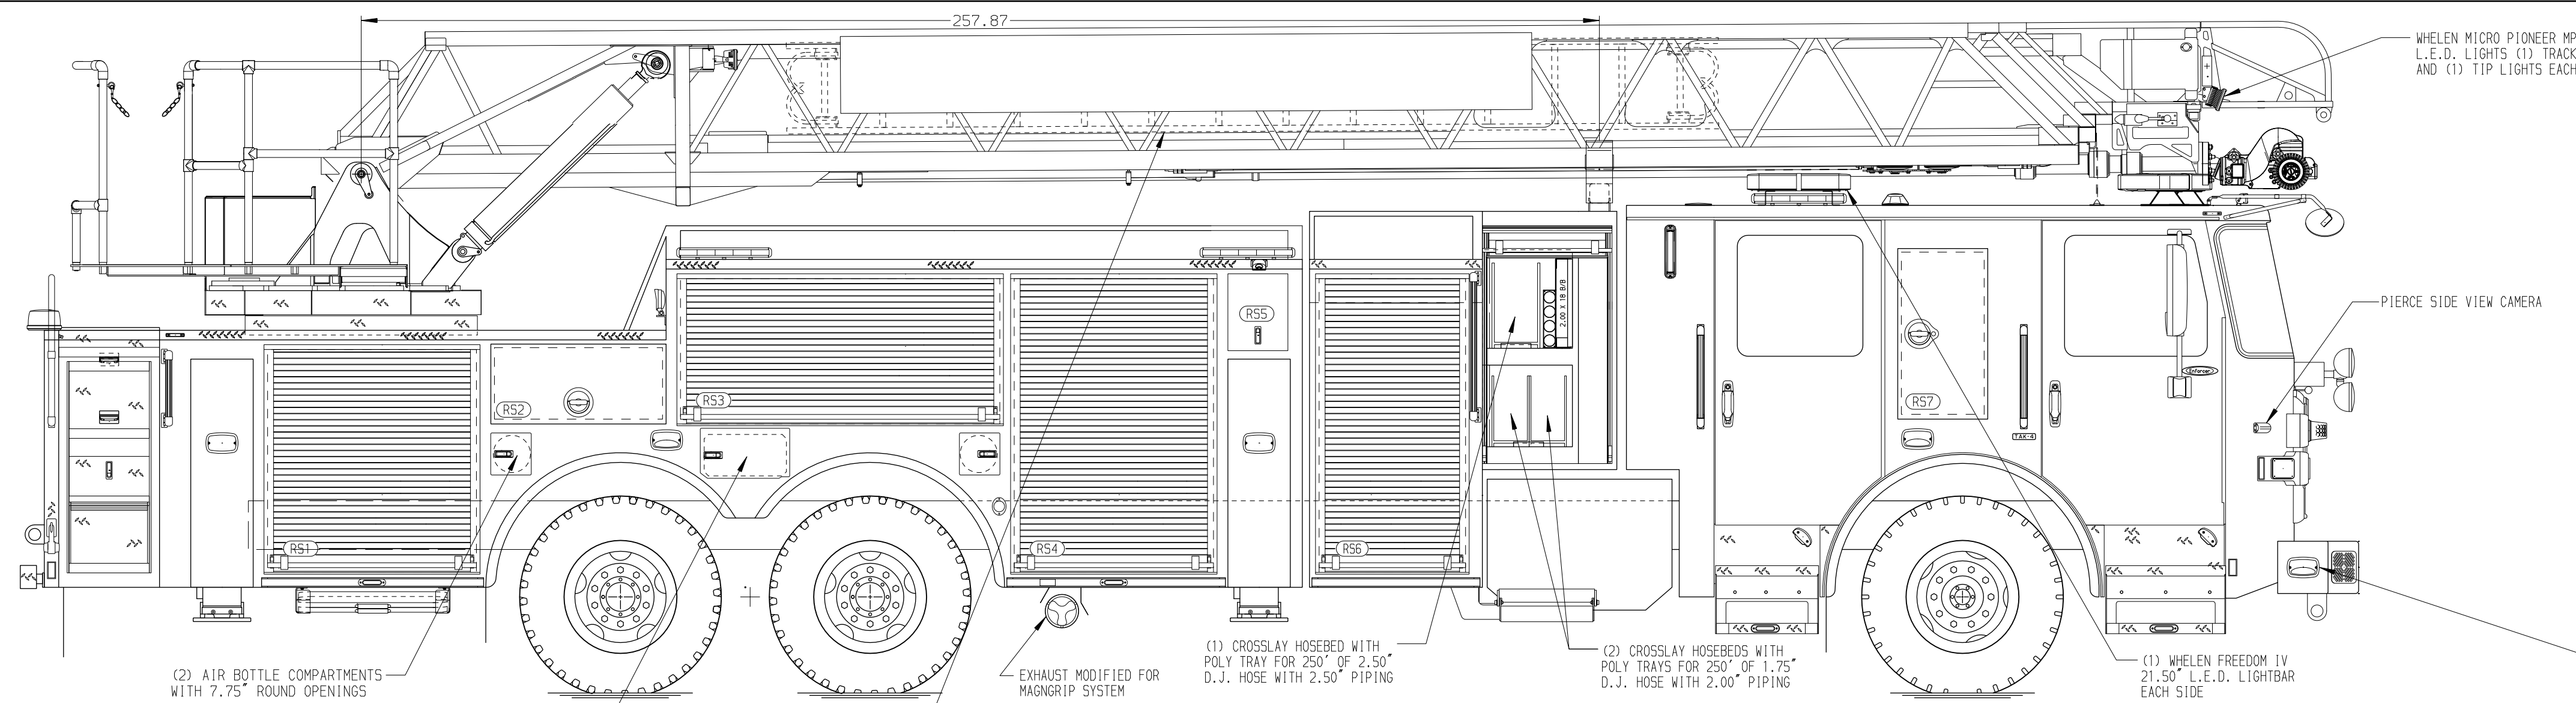 257.87
WHELEN MICRO PIONEER MP
L.E.D. LIGHTS (1) TRACK
AND (1) TIP LIGHTS EACH
PIERCE SIDE VIEW CAMERA
2.00 X 18 B/B
RS5
RS2
RS3
RS7
Enforcer
TAK-4
RS1
RS4
RS6
(2) AIR BOTTLE COMPARTMENTS
WITH 7.75" ROUND OPENINGS
EXHAUST MODIFIED FOR
MAGNGRIP SYSTEM
(1) CROSSLAY HOSEBED WITH
POLY TRAY FOR 250' OF 2.50"
D.J. HOSE WITH 2.50" PIPING
(2) CROSSLAY HOSEBEDS WITH
POLY TRAYS FOR 250' OF 1.75"
D.J. HOSE WITH 2.00" PIPING
(1) WHELEN FREEDOM IV
21.50" L.E.D. LIGHTBAR
EACH SIDE